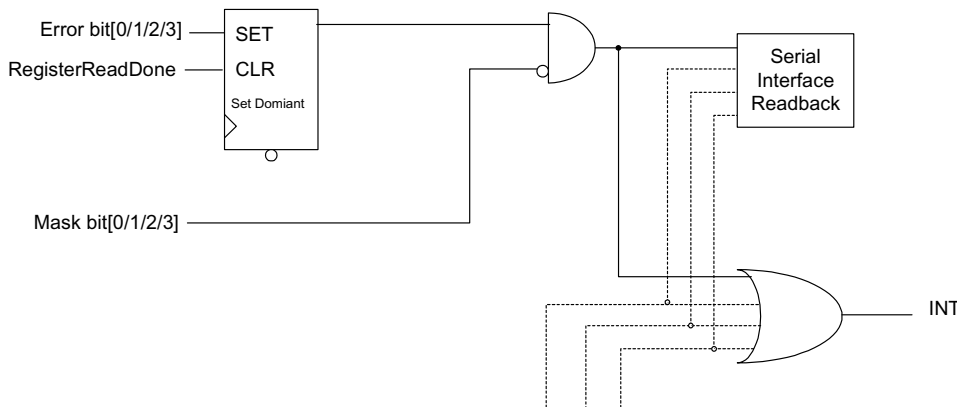 Error bit[0/1/2/3]
SET
RegisterReadDone
CLR
Set Domiant
Mask bit[0/1/2/3]
Serial
Interface
Readback
INT